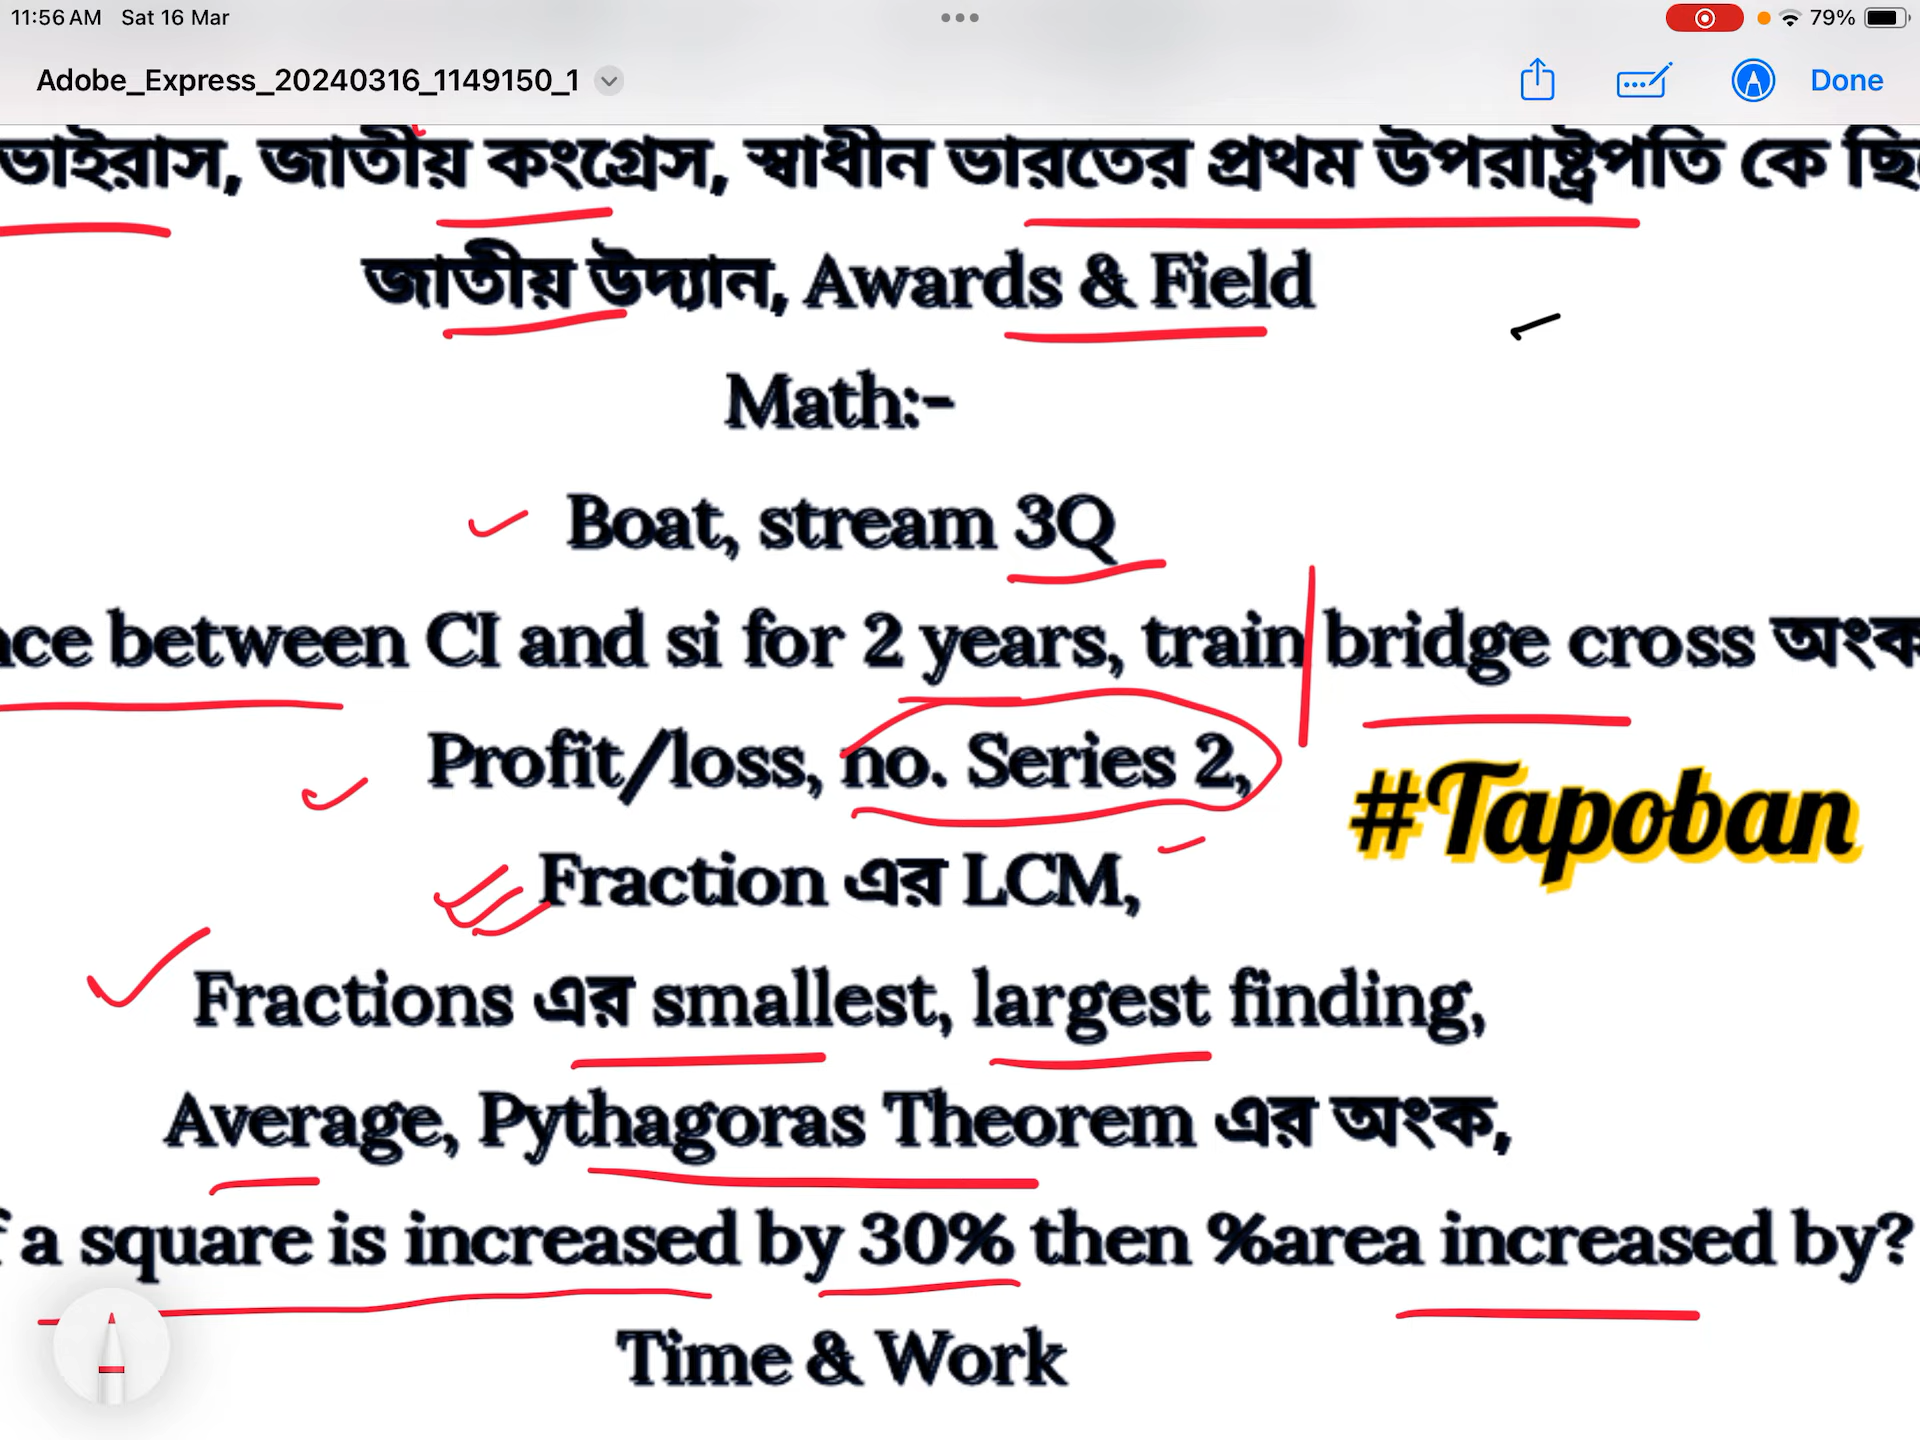 11:56 AM Sat 16 Mar
79%
Adobe_Express_20240316_1149150_1
Done
ভাইরাস, জাতীয় কংগ্রেস, স্বাধীন ভারতের প্রথম উপরাষ্ট্রপতি কে
জাতীয় উদ্যান, Awards & Field
Math:-
Boat, stream 3Q
between CI and si for 2 years, train bridge cross অংক
Profit/loss, no. Series 2,
#Tapoban
Fraction এর LCM,
Fractions এর smallest, largest finding,
Average, Pythagoras Theorem এর অংক,
a square is increased by 30% then %area increased by?
Time & Work